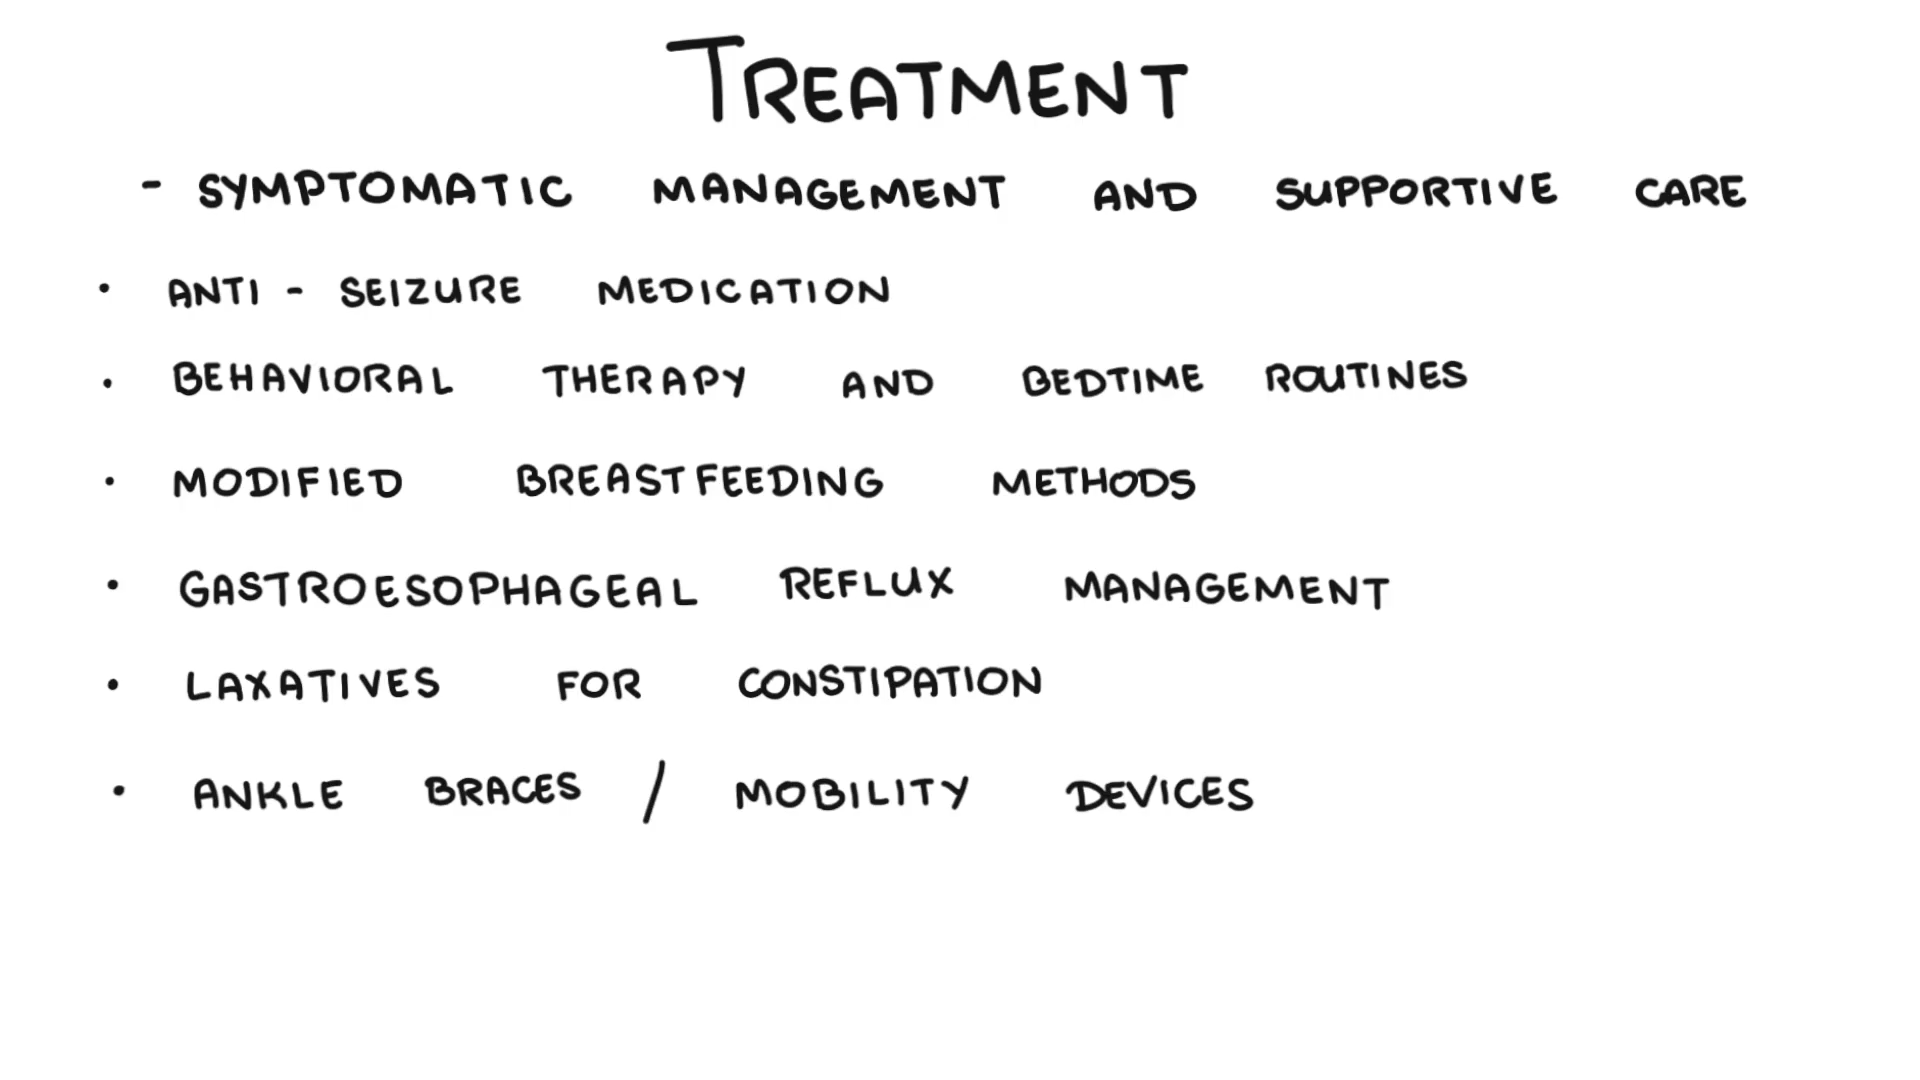 TREATMENT
- SYMPTOMATIC MANAGEMENT AND SUPPORTIVE CARE
• ANTI - SEIZURE MEDICATION
• BEHAVIORAL THERAPY AND BEDTIME ROUTINES
• MODIFIED BREASTFEEDING METHODS
• GASTROESOPHAGEAL REFLUX MANAGEMENT
• LAXATIVES FOR CONSTIPATION
• ANKLE BRACES / MOBILITY DEVICES